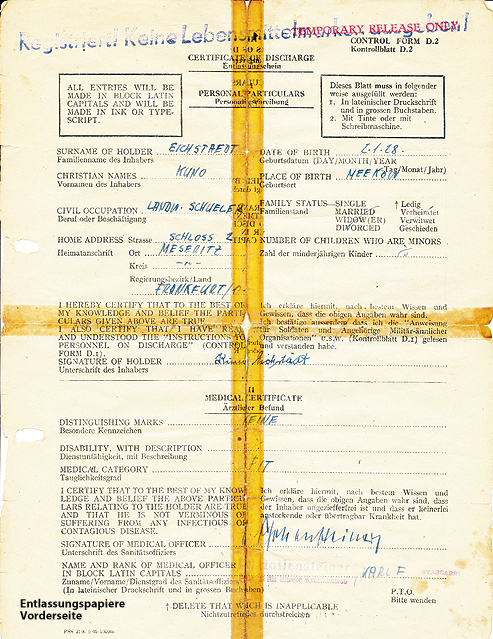 Registriert! Keine Lebensmittel
TEMPORARY RELEASE ONLY
CONTROL FORM D.2
Kontrollblatt D.2
CERTIFICATE OF DISCHARGE
Entlassungschein
ALL ENTRIES WILL BE
MADE IN BLOCK LATIN
CAPITALS AND WILL BE
MADE IN INK OR TYPE-
SCRIPT.
I
PERSONAL PARTICULARS
Personalbeschreibung
Dieses Blatt muss in folgender
weise ausgefüllt werden:
1. In lateinischer Druckschrift
und in grossen Buchstaben.
2. Mit Tinte oder mit
Schreibmaschine.
SURNAME OF HOLDER EICHSTAEDT
Familienname des Inhabers
DATE OF BIRTH 2.1.28.
Geburtsdatum (DAY/MONTH/YEAR
Tag/Monat/Jahr)
CHRISTIAN NAMES KUNO
Vornamen des Inhabers
PLACE OF BIRTH
Geburtsort
CIVIL OCCUPATION LANDW. SCHUELER
Beruf oder Beschäftigung
FAMILY STATUS—SINGLE † Ledig
Familienstand MARRIED Verheiratet
WIDOW(ER) Verwitwet
DIVORCED Geschieden
HOME ADDRESS Strasse SCHLOSS
Heimatanschrift Ort MESERITZ
Kreis
Regierungsbezirk/Land
FRANKFURT/O.
NUMBER OF CHILDREN WHO ARE MINORS
Zahl der minderjährigen Kinder
I HEREBY CERTIFY THAT TO THE BEST OF
MY KNOWLEDGE AND BELIEF THE PARTI-
CULARS GIVEN ABOVE ARE TRUE.
I ALSO CERTIFY THAT I HAVE READ
AND UNDERSTOOD THE "INSTRUCTIONS TO
PERSONNEL ON DISCHARGE" (CONTROL
FORM D.1)
SIGNATURE OF HOLDER Kuno Eichstädt
Unterschrift des Inhabers
Ich erkläre hiermit, nach bestem Wissen und
Gewissen, dass die obigen Angaben wahr sind.
Ich bestätige ausserdem dass ich die "Anweisung
für Soldaten und Angehörige Militär-ähnlicher
Organisationen" u.s.w. (Kontrollblatt D.1) gelesen
und verstanden habe.
II
MEDICAL CERTIFICATE
Ärztlicher Befund
DISTINGUISHING MARKS KEINE
Besondere Kennzeichen
DISABILITY, WITH DESCRIPTION
Dienstunfähigkeit, mit Beschreibung
MEDICAL CATEGORY FIT
Tauglichkeitsgrad
I CERTIFY THAT TO THE BEST OF MY KNOW-
LEDGE AND BELIEF THE ABOVE PARTICU-
LARS RELATING TO THE HOLDER ARE TRUE
AND THAT HE IS NOT VERMINOUS OR
SUFFERING FROM ANY INFECTIOUS OR
CONTAGIOUS DISEASE.
Ich erkläre hiermit, nach bestem Wissen und
Gewissen, dass die obigen Angaben wahr sind, dass
der Inhaber ungezieferfrei ist und dass er keinerlei
ansteckende oder übertragbar Krankheit hat.
SIGNATURE OF MEDICAL OFFICER
Unterschrift des Sanitätsoffiziers
NAME AND RANK OF MEDICAL OFFICER
IN BLOCK LATIN CAPITALS KARL F
Zuname/Vorname/Dienstgrad des Sanitätsoffiziers
(In lateinischer Druckschrift und in grossen Buchstaben)
P.T.O.
Bitte wenden
† DELETE THAT WHICH IS INAPPLICABLE
Nichtzutreffendes durchstreichen
Entlassungspapiere
Vorderseite